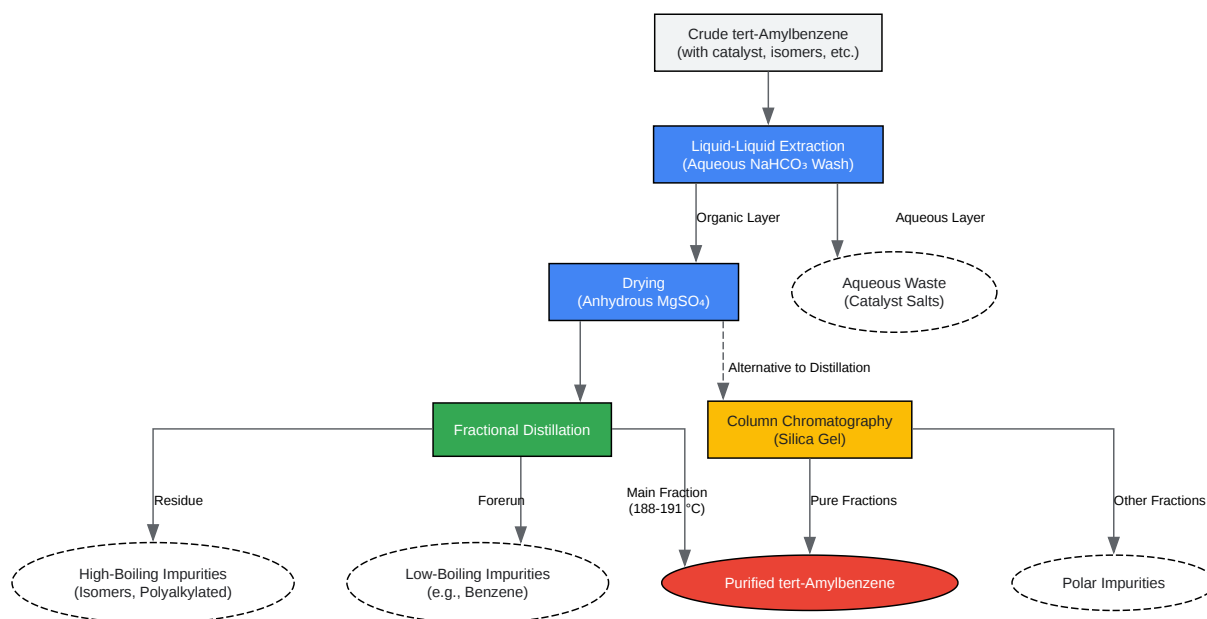 Crude tert-Amylbenzene
(with catalyst, isomers, etc.)
Liquid-Liquid Extraction
(Aqueous NaHCO₃ Wash)
Organic Layer
Aqueous Layer
Drying
(Anhydrous MgSO₄)
Aqueous Waste
(Catalyst Salts)
Alternative to Distillation
Fractional Distillation
Column Chromatography
(Silica Gel)
Residue
Forerun
Main Fraction
(188-191 °C)
Pure Fractions
Other Fractions
High-Boiling Impurities
(Isomers, Polyalkylated)
Low-Boiling Impurities
(e.g., Benzene)
Purified tert-Amylbenzene
Polar Impurities